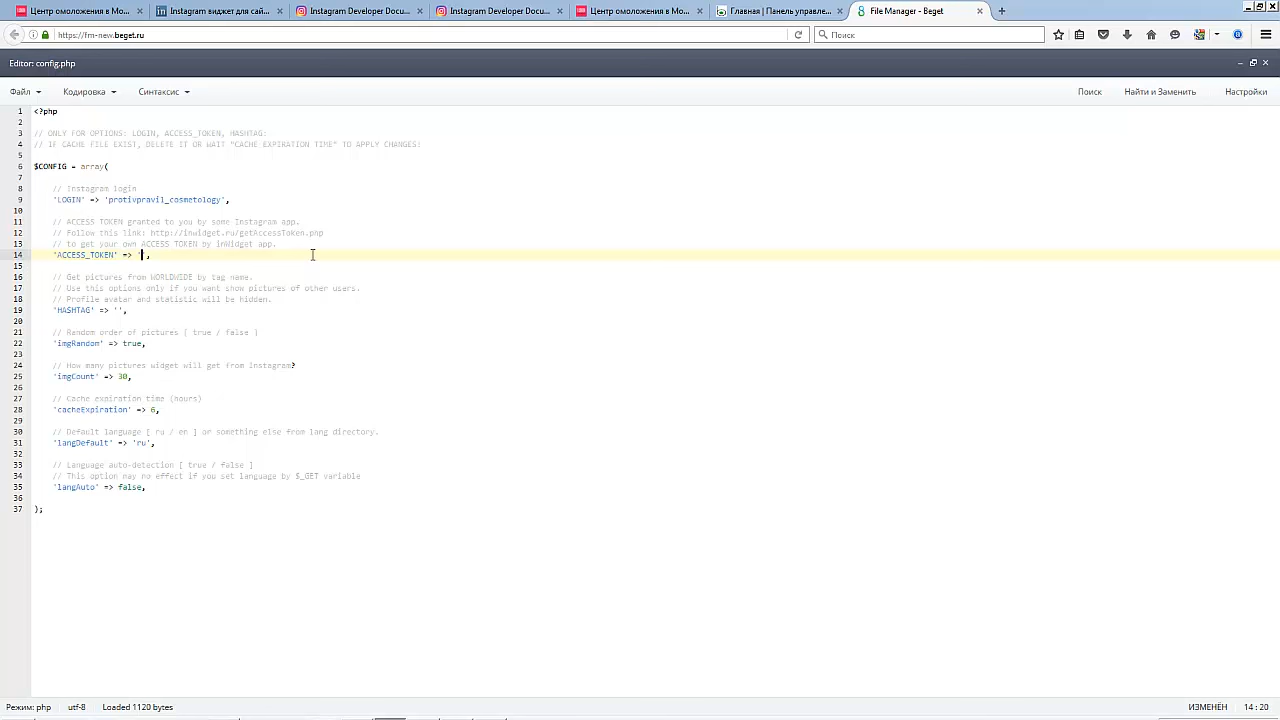 Центр омоложения в Мо...
Instagram виджет для сай...
Instagram Developer Docu...
Instagram Developer Docu...
Центр омоложения в Мо...
Главная | Панель управле...
File Manager - Beget
https://fm-new.beget.ru
Поиск
Editor: config.php
Файл
Кодировка
Синтаксис
Поиск
Найти и Заменить
Настройки
1 <?php
2
3 // ONLY FOR OPTIONS: LOGIN, ACCESS_TOKEN, HASHTAG:
4 // IF CACHE FILE EXIST, DELETE IT OR WAIT "CACHE EXPIRATION TIME" TO APPLY CHANGES!
5
6 $CONFIG = array(
7
8 // Instagram login
9 'LOGIN' => 'protivpravil_cosmetology',
10
11 // ACCESS TOKEN granted to you by some Instagram app.
12 // Follow this link: http://inwidget.ru/getAccessToken.php
13 // to get your own ACCESS TOKEN by inWidget app.
14 'ACCESS_TOKEN' => '',
15
16 // Get pictures from WORLDWIDE by tag name.
17 // Use this options only if you want show pictures of other users.
18 // Profile avatar and statistic will be hidden.
19 'HASHTAG' => '',
20
21 // Random order of pictures [ true / false ]
22 'imgRandom' => true,
23
24 // How many pictures widget will get from Instagram?
25 'imgCount' => 30,
26
27 // Cache expiration time (hours)
28 'cacheExpiration' => 6,
29
30 // Default language [ ru / en ] or something else from lang directory.
31 'langDefault' => 'ru',
32
33 // Language auto-detection [ true / false ]
34 // This option may no effect if you set language by $_GET variable
35 'langAuto' => false,
36
37 );
Режим: php
utf-8
Loaded 1120 bytes
ИЗМЕНЁН
14:20